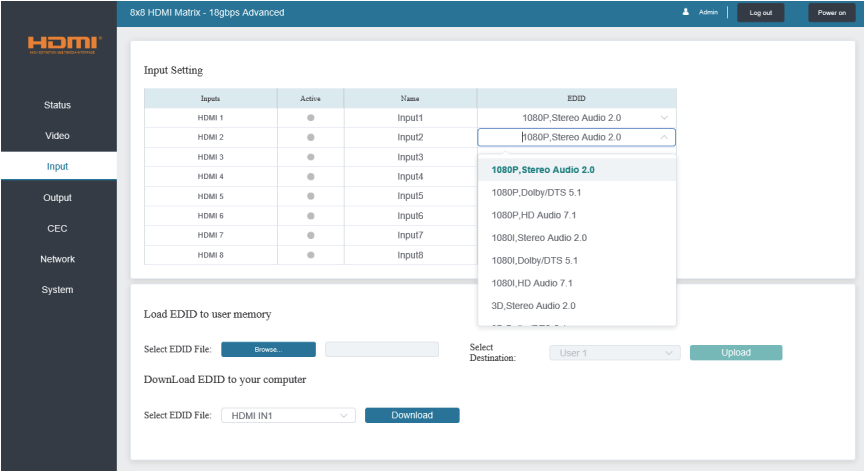 8x8 HDMI Matrix - 18gbps Advanced
Admin
Log out
Power on
HDMI
Status
Video
Input
Output
CEC
Network
System
Input Setting
Inputs Active Name EDID
HDMI 1 Input1 1080P,Stereo Audio 2.0
HDMI 2 Input2 1080P,Stereo Audio 2.0
HDMI 3 Input3
HDMI 4 Input4
HDMI 5 Input5
HDMI 6 Input6
HDMI 7 Input7
HDMI 8 Input8
1080P,Stereo Audio 2.0
1080P,Dolby/DTS 5.1
1080P,HD Audio 7.1
1080I,Stereo Audio 2.0
1080I,Dolby/DTS 5.1
1080I,HD Audio 7.1
3D,Stereo Audio 2.0
Load EDID to user memory
Select EDID File: Browse...
Select
Destination:
User 1
Upload
DownLoad EDID to your computer
Select EDID File: HDMI IN1 Download